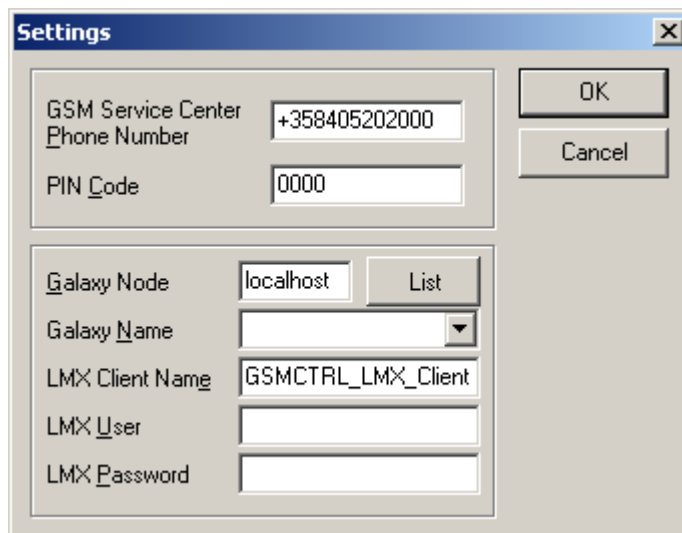 Settings
GSM Service Center
Phone Number
+358405202000
PIN Code
0000
OK
Cancel
Galaxy Node
localhost
List
Galaxy Name
LMX Client Name
GSMCTRL_LMX_Client
LMX User
LMX Password